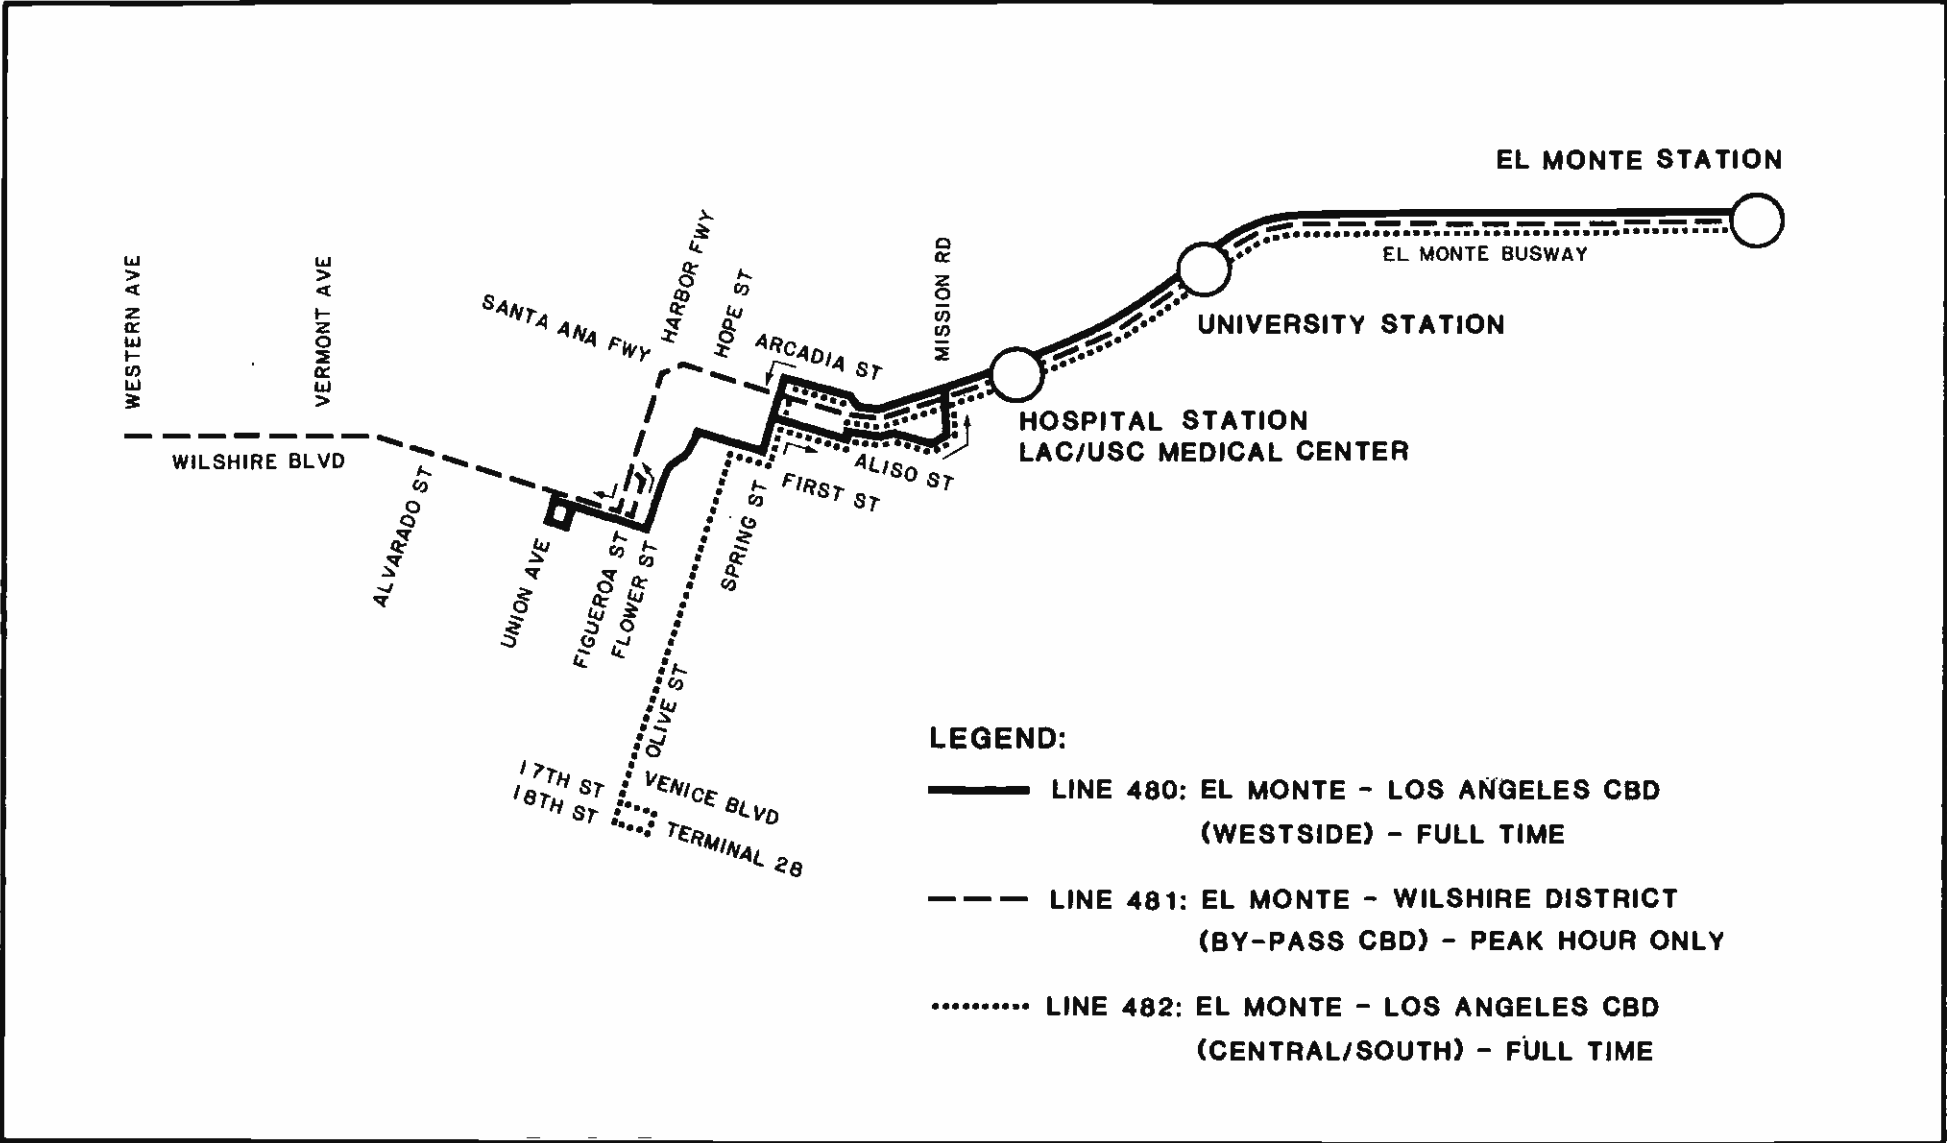 EL MONTE STATION
EL MONTE BUSWAY
UNIVERSITY STATION
HOSPITAL STATION
LAC/USC MEDICAL CENTER
WESTERN AVE
VERMONT AVE
WILSHIRE BLVD
SANTA ANA FWY
HARBOR FWY
HOPE ST
ARCADIA ST
MISSION RD
ALISO ST
FIRST ST
SPRING ST
ALVARADO ST
UNION AVE
FIGUEROA ST
FLOWER ST
OLIVE ST
17TH ST
18TH ST
VENICE BLVD
TERMINAL 28
LEGEND:
LINE 480: EL MONTE - LOS ANGELES CBD
(WESTSIDE) - FULL TIME
LINE 481: EL MONTE - WILSHIRE DISTRICT
(BY-PASS CBD) - PEAK HOUR ONLY
LINE 482: EL MONTE - LOS ANGELES CBD
(CENTRAL/SOUTH) - FULL TIME